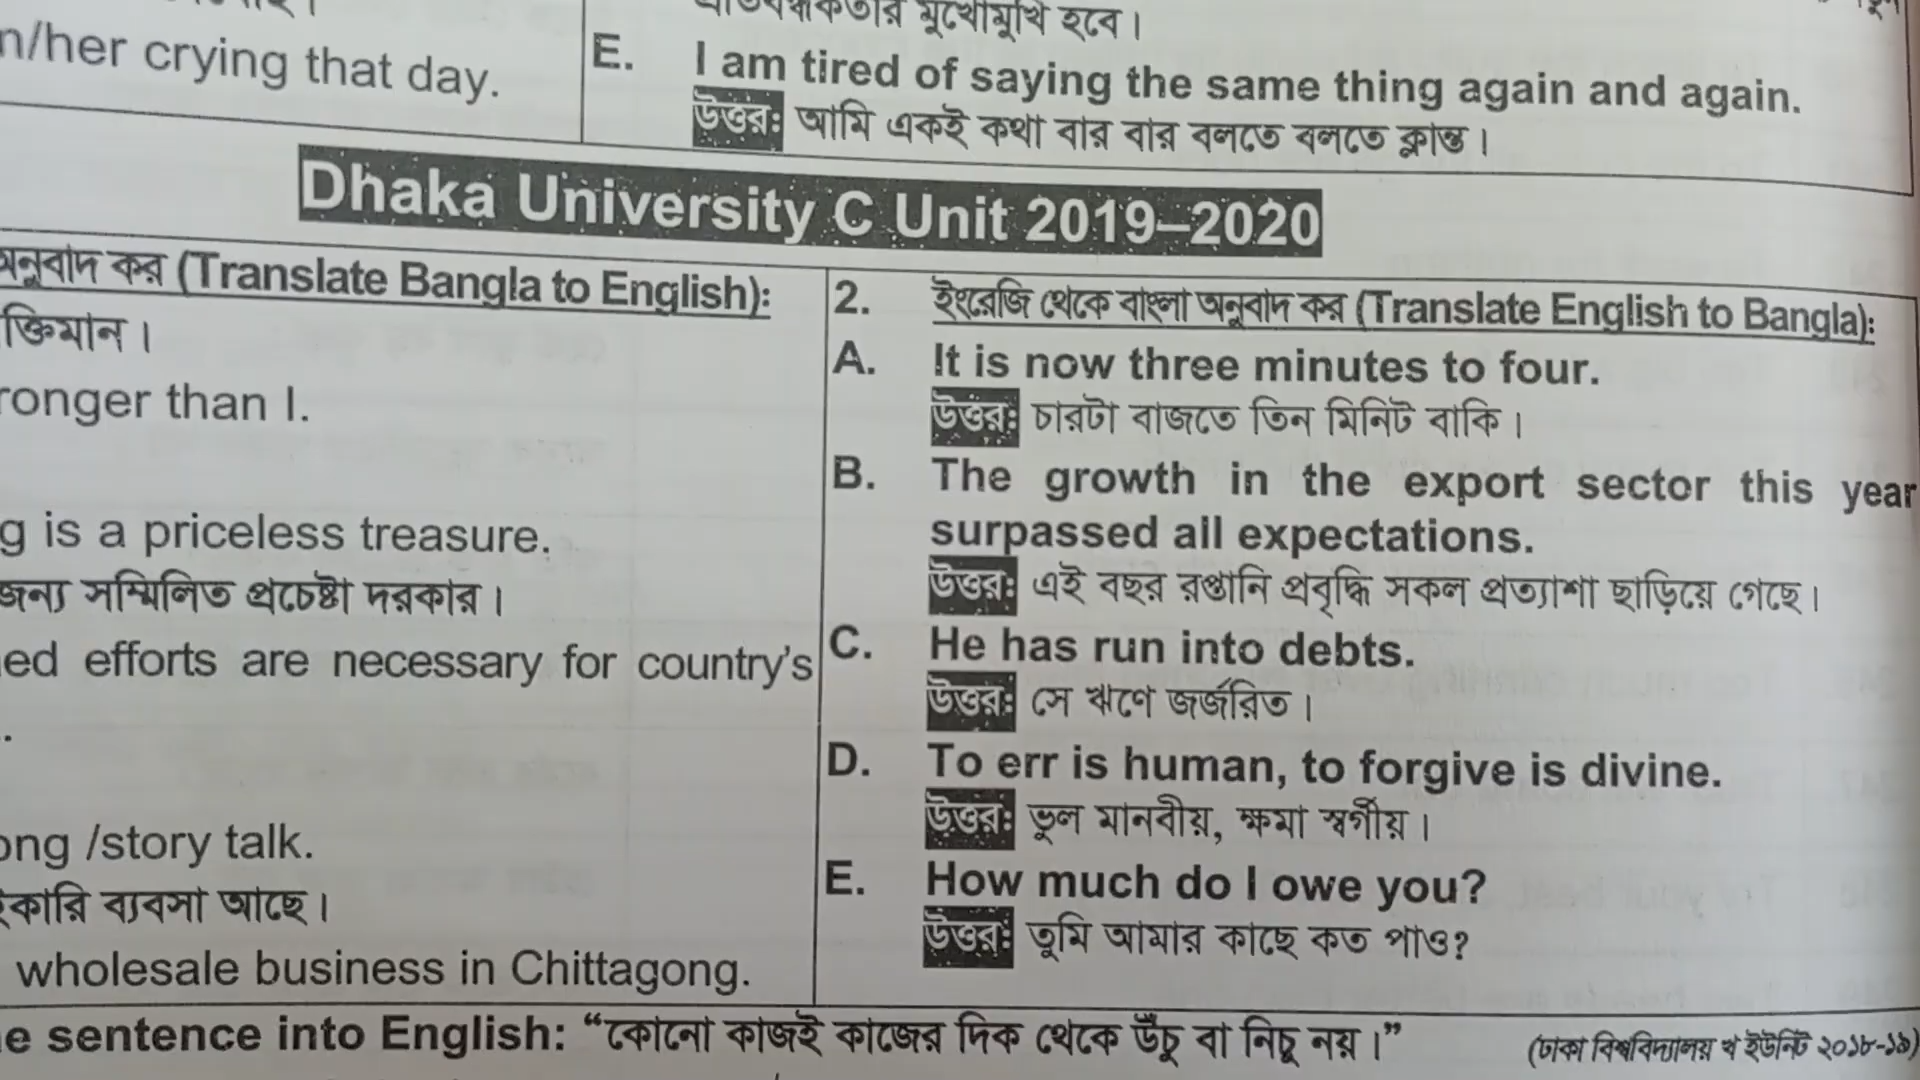 প্রতিবন্ধকতার মুখোমুখি হবে।
n/her crying that day.
E. I am tired of saying the same thing again and again.
উত্তর: আমি একই কথা বার বার বলতে বলতে ক্লান্ত।
Dhaka University C Unit 2019–2020
অনুবাদ কর (Translate Bangla to English):
ক্তিমান।
ronger than I.
g is a priceless treasure.
জন্য সম্মিলিত প্রচেষ্টা দরকার।
ed efforts are necessary for country's
.
ong /story talk.
ইকারি ব্যবসা আছে।
wholesale business in Chittagong.
2. ইংরেজি থেকে বাংলা অনুবাদ কর (Translate English to Bangla):
A. It is now three minutes to four.
উত্তর: চারটা বাজতে তিন মিনিট বাকি।
B. The growth in the export sector this year
surpassed all expectations.
উত্তর: এই বছর রপ্তানি প্রবৃদ্ধি সকল প্রত্যাশা ছাড়িয়ে গেছে।
C. He has run into debts.
উত্তর: সে ঋণে জর্জরিত।
D. To err is human, to forgive is divine.
উত্তর: ভুল মানবীয়, ক্ষমা স্বর্গীয়।
E. How much do I owe you?
উত্তর: তুমি আমার কাছে কত পাও?
e sentence into English: “কোনো কাজই কাজের দিক থেকে উঁচু বা নিচু নয়।” (ঢাকা বিশ্ববিদ্যালয় খ ইউনিট ২০১৮-১৯)